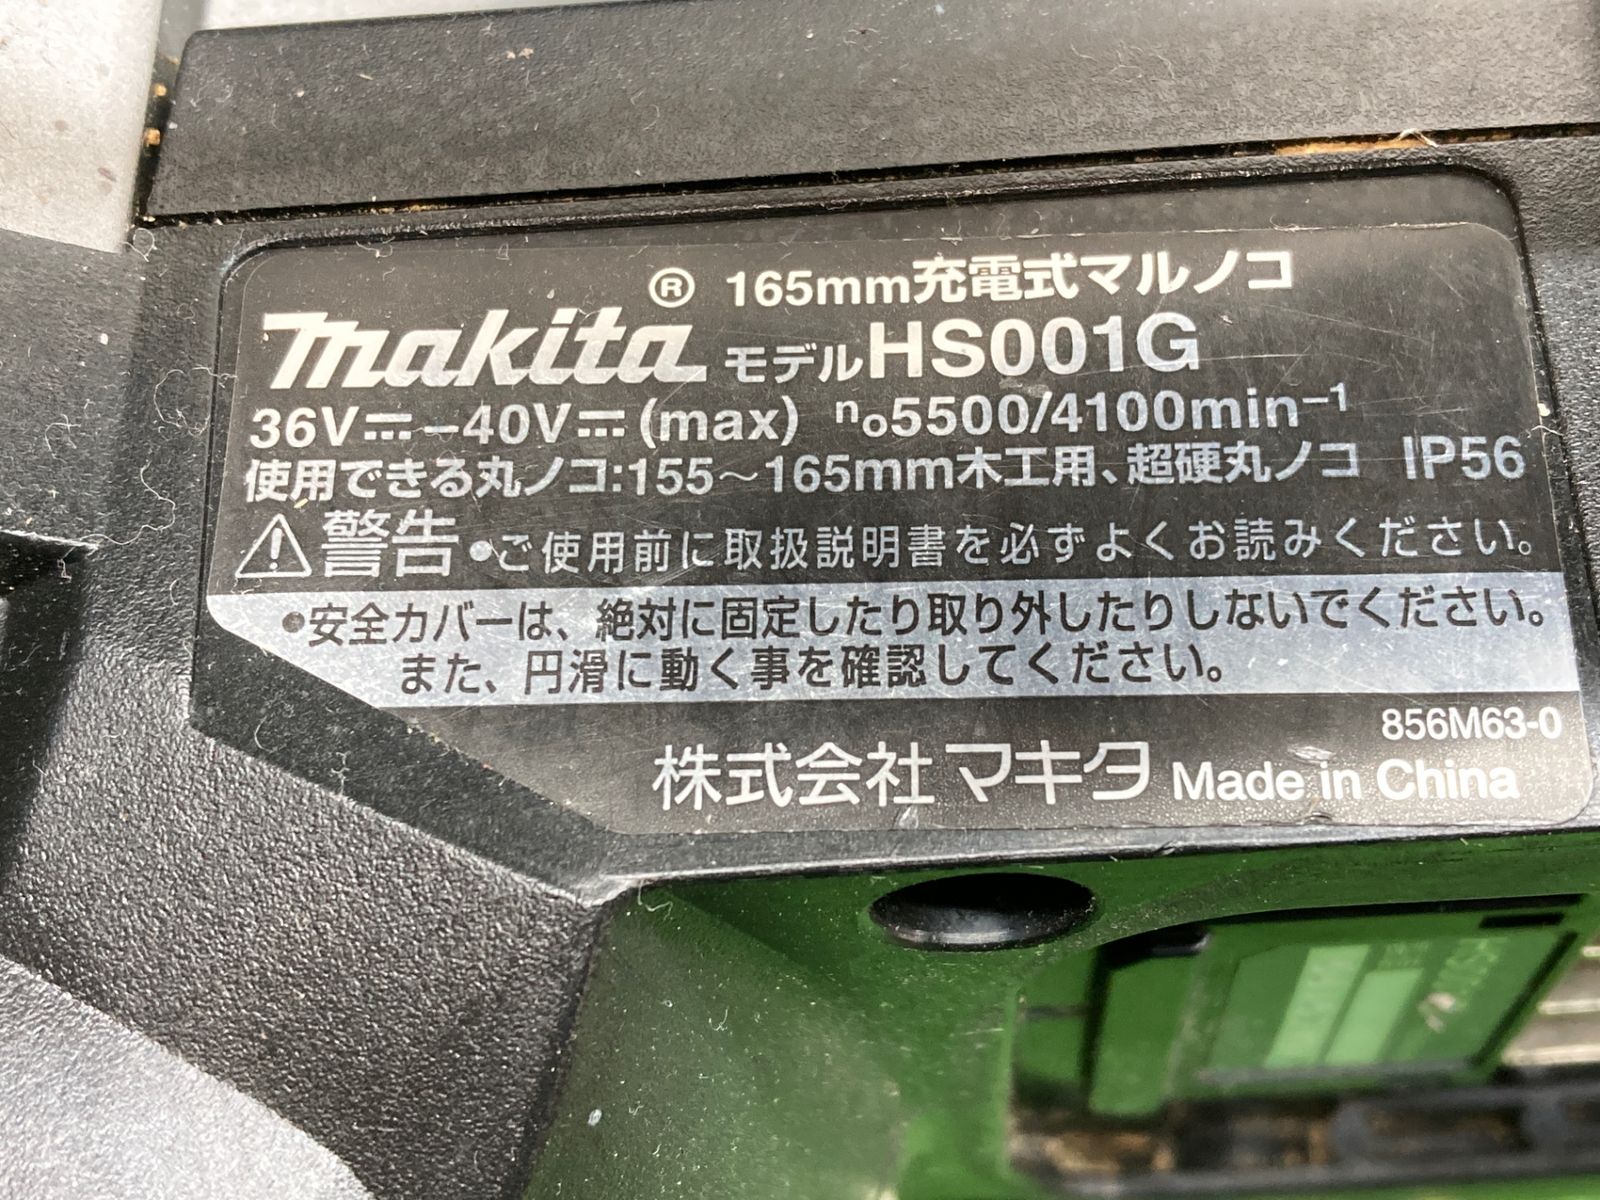 ® 165mm充電式マルノコ
makita モデルHS001G
36V⎓-40V⎓(max) n₀5500/4100min⁻¹
使用できる丸ノコ:155～165mm木工用、超硬丸ノコ IP56
⚠警告 •ご使用前に取扱説明書を必ずよくお読みください。
•安全カバーは、絶対に固定したり取り外したりしないでください。
また、円滑に動く事を確認してください。
856M63-0
株式会社マキタ Made in China